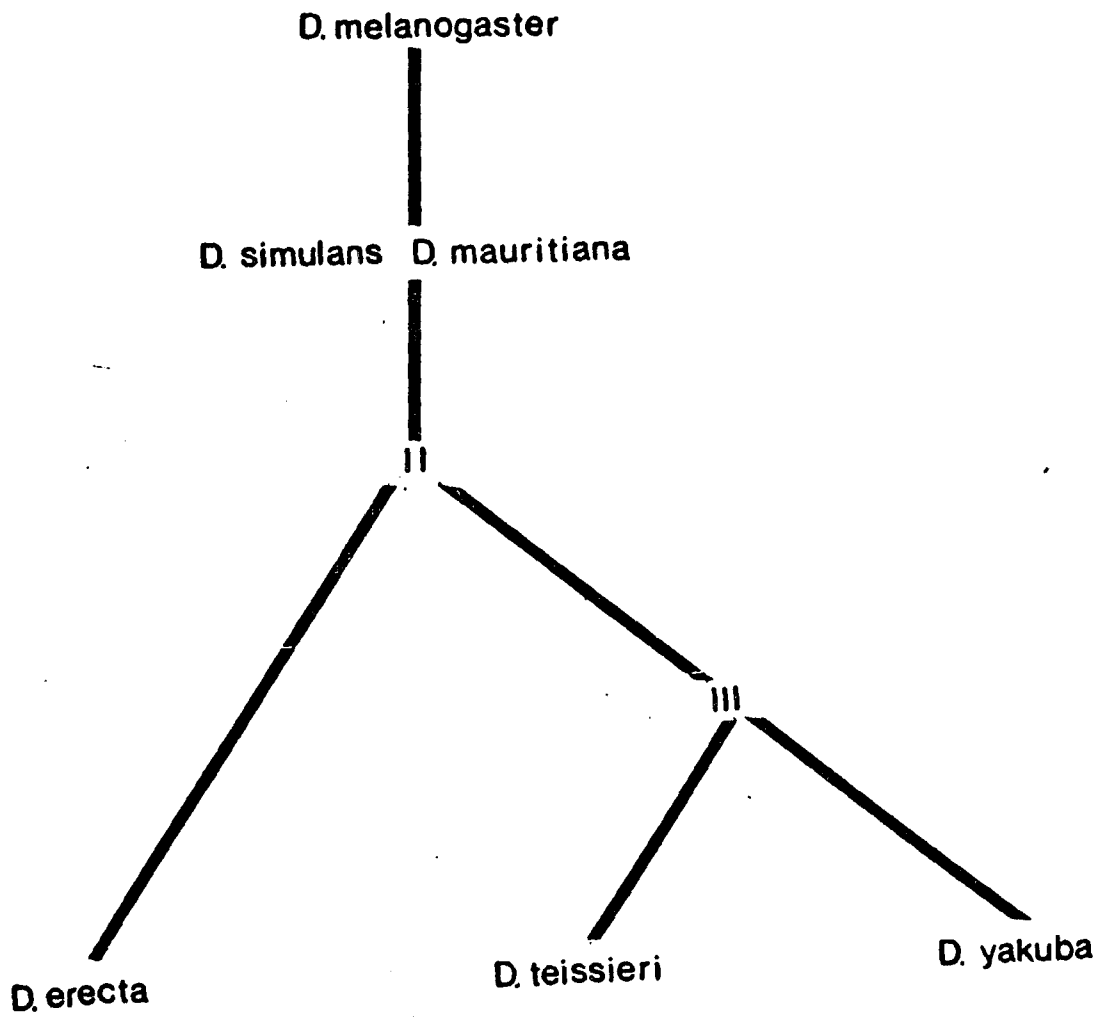 D. melanogaster
D. simulans D. mauritiana
II
III
D. erecta
D. teissieri
D. yakuba